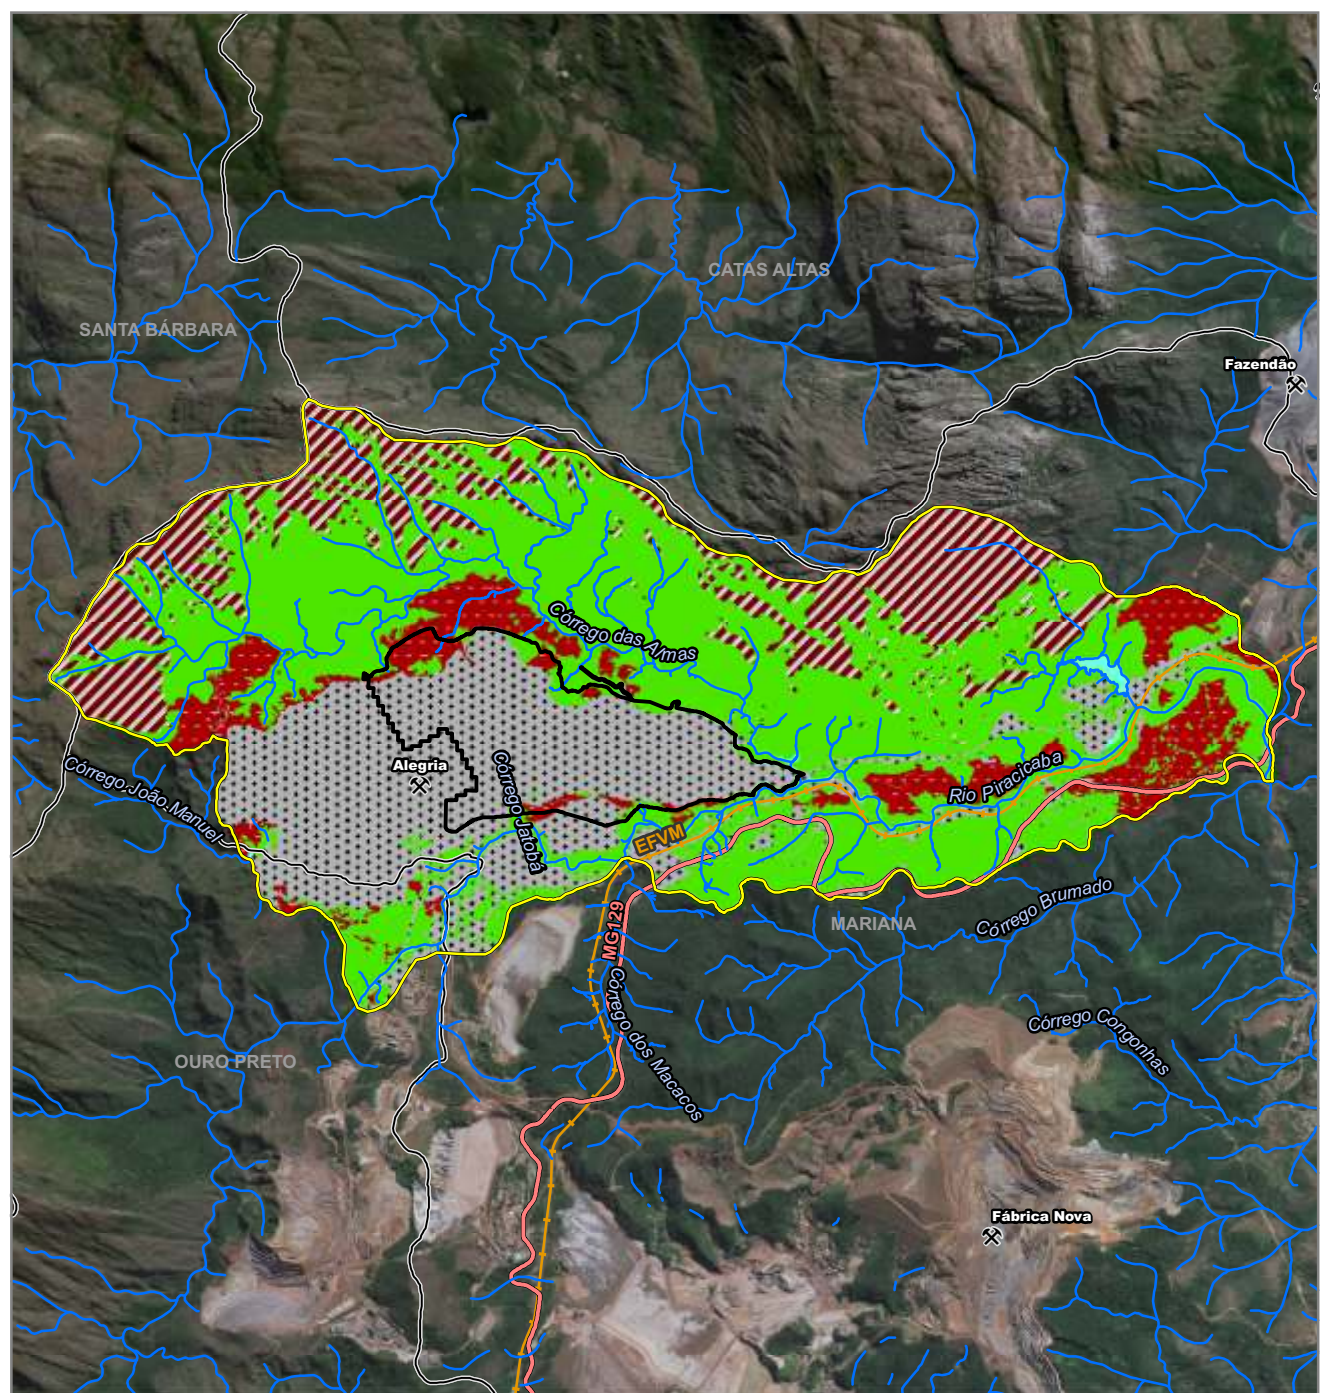 CATAS ALTAS
SANTA BÁRBARA
Fazendão
Córrego das Almas
Córrego João Manuel
Alegria
Córrego Jatobá
Rio Piracicaba
EFVM
MG129
MARIANA
Córrego Brumado
Córrego dos Macacos
Córrego Congonhas
OURO PRETO
Fábrica Nova